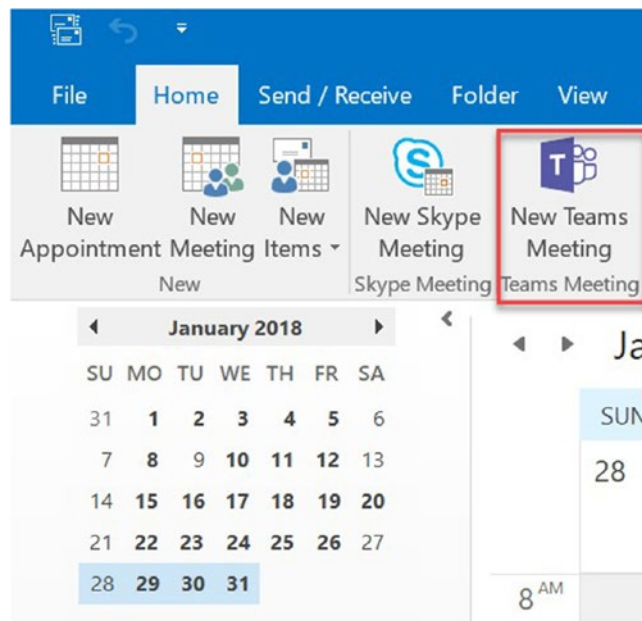 File Home Send / Receive Folder View
New Appointment
New Meeting
New Items
New
New Skype Meeting
Skype Meeting
T
New Teams Meeting
Teams Meeting
January 2018
SU MO TU WE TH FR SA
31 1 2 3 4 5 6
7 8 9 10 11 12 13
14 15 16 17 18 19 20
21 22 23 24 25 26 27
28 29 30 31
Ja
SUN
28
8 AM